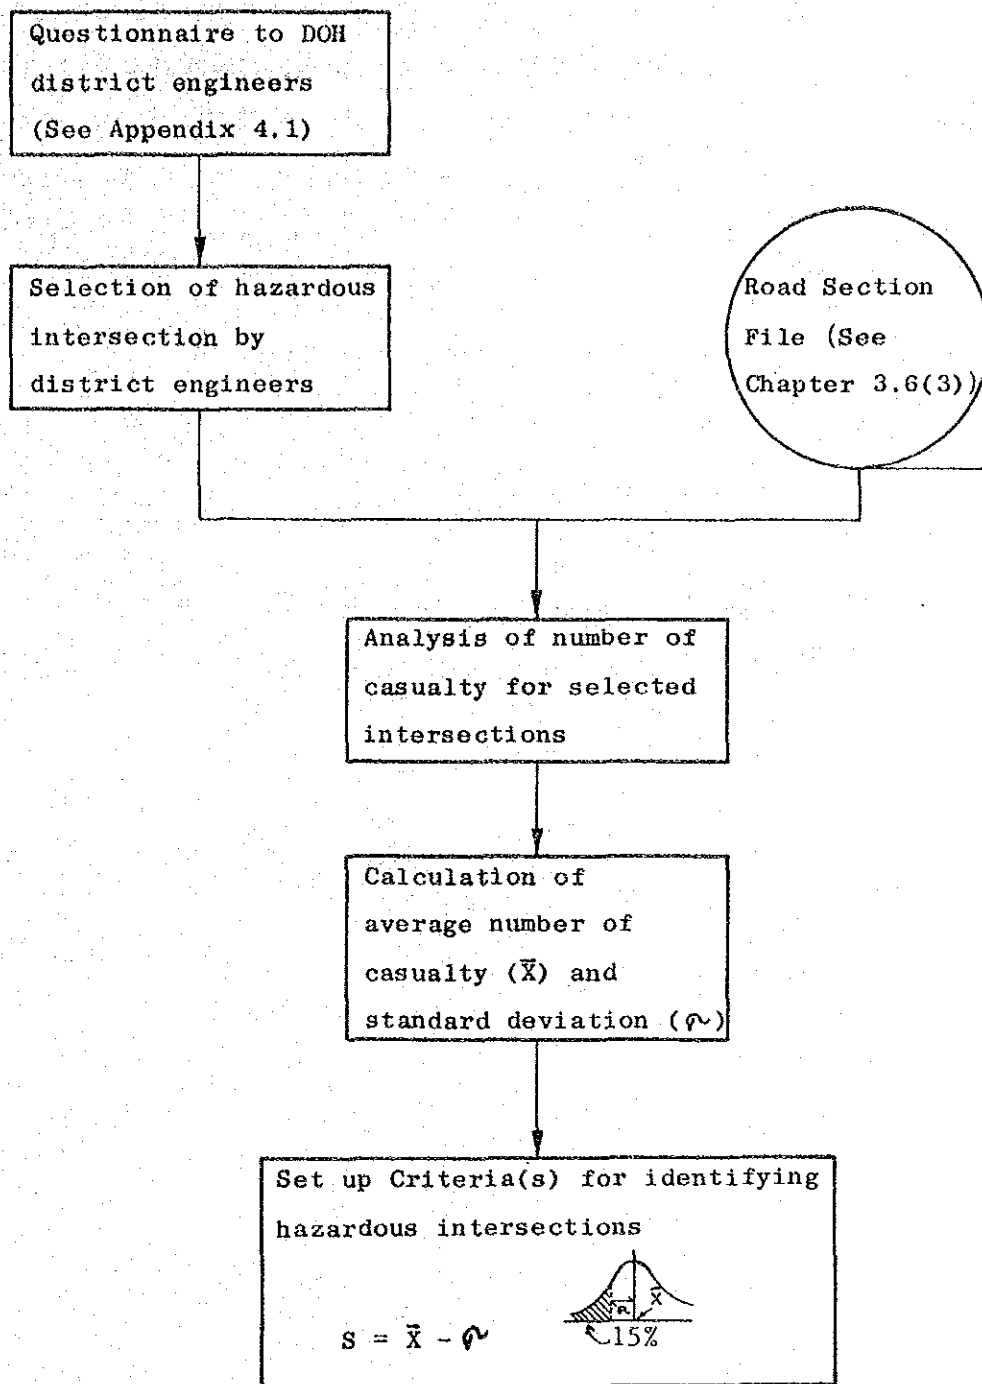 Questionnaire to DOH
district engineers
(See Appendix 4.1)
Selection of hazardous
intersection by
district engineers
Road Section
File (See
Chapter 3.6(3))
Analysis of number of
casualty for selected
intersections
Calculation of
average number of
casualty (X̄) and
standard deviation (σ)
Set up Criteria(s) for identifying
hazardous intersections
S = X̄ - σ
σ
X̄
15%